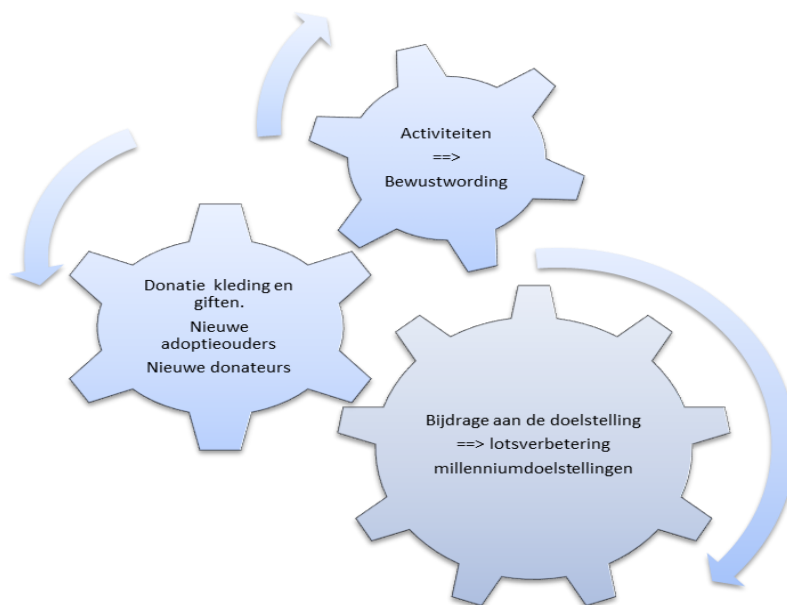 Activiteiten
==>
Bewustwording
Donatie kleding en
giften.
Nieuwe
adoptieouders
Nieuwe donateurs
Bijdrage aan de doelstelling
==> lotsverbetering
millenniumdoelstellingen